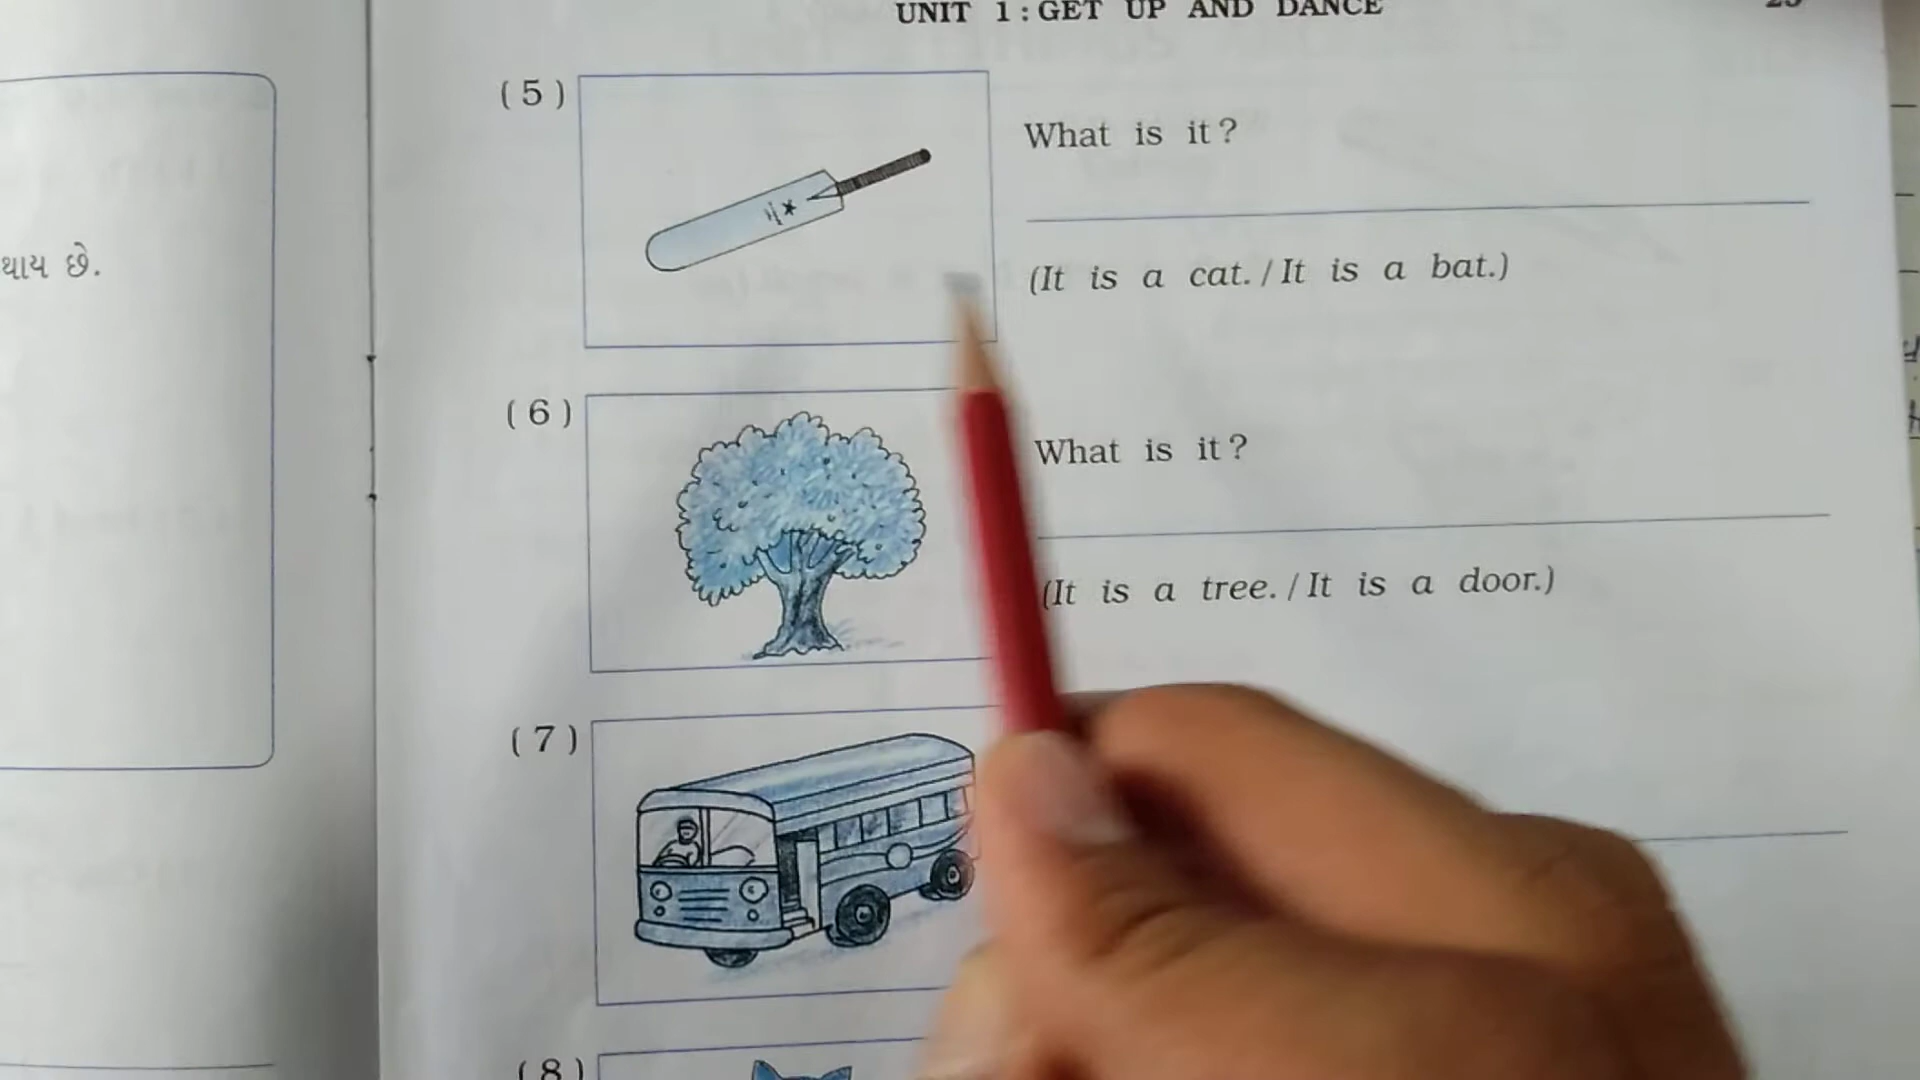 UNIT 1 : GET UP AND DANCE
થાય છે.
(5)
What is it?
(It is a cat. / It is a bat.)
(6)
What is it?
(It is a tree. / It is a door.)
(7)
(8)